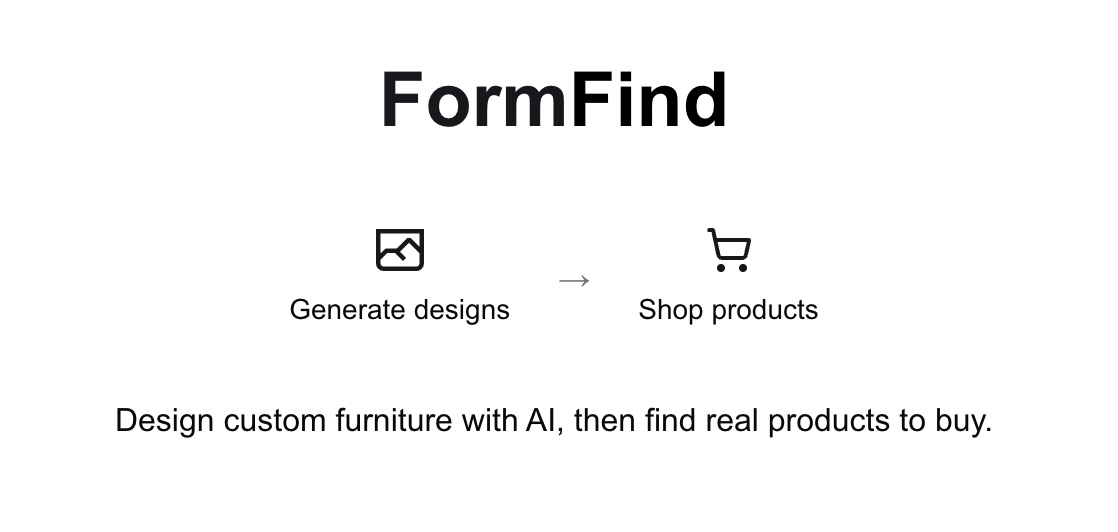 FormFind
Generate designs → Shop products
Design custom furniture with AI, then find real products to buy.